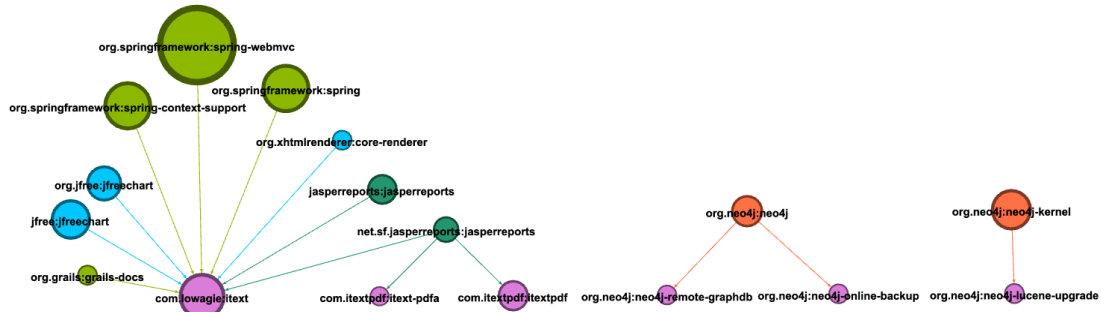 org.springframework:spring-webmvc
org.springframework:spring
org.springframework:spring-context-support
org.xhtmlrenderer:core-renderer
org.jfree:jfreechart
jasperreports:jasperreports
jfree:jfreechart
net.sf.jasperreports:jasperreports
org.grails:grails-docs
com.lowagie:itext
com.itextpdf:itext-pdfa
com.itextpdf:itextpdf
org.neo4j:neo4j
org.neo4j:neo4j-kernel
org.neo4j:neo4j-remote-graphdb
org.neo4j:neo4j-online-backup
org.neo4j:neo4j-lucene-upgrade